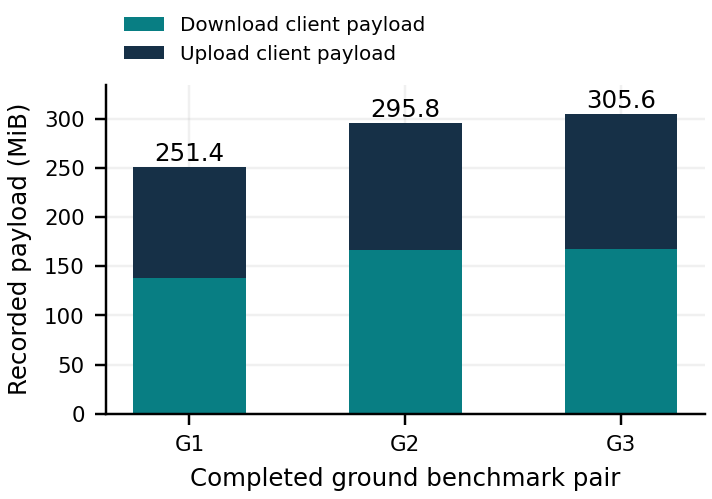 Download client payload
Upload client payload
Recorded payload (MiB)
300
250
200
150
100
50
0
251.4
295.8
305.6
G1
G2
G3
Completed ground benchmark pair